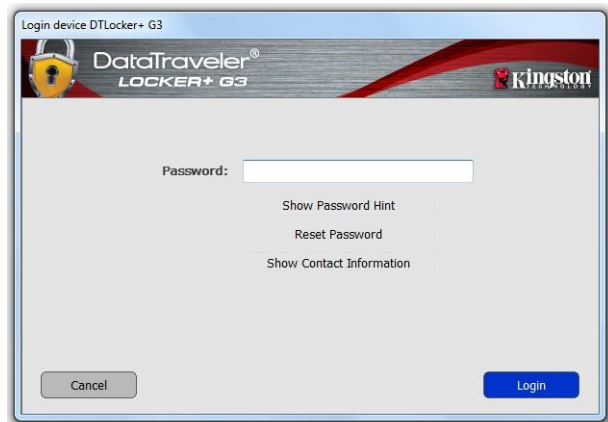 Login device DTLocker+ G3
DataTraveler®
LOCKER+ G3
Kingston
TECHNOLOGY
Password:
Show Password Hint
Reset Password
Show Contact Information
Cancel
Login